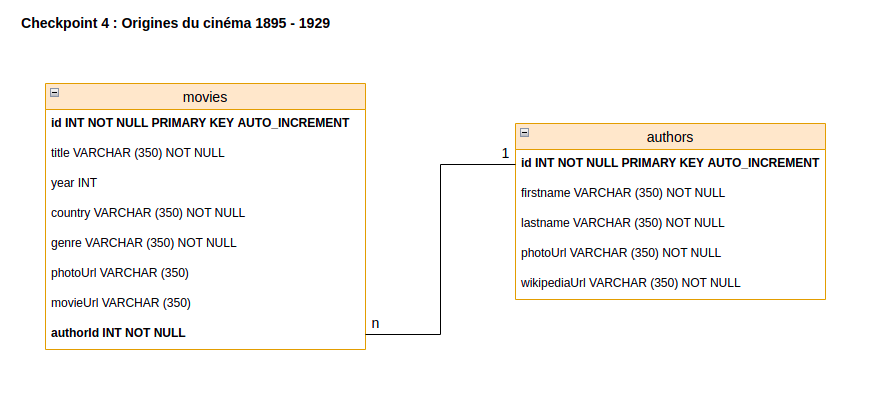 Checkpoint 4 : Origines du cinéma 1895 - 1929
movies
id INT NOT NULL PRIMARY KEY AUTO_INCREMENT
title VARCHAR (350) NOT NULL
year INT
country VARCHAR (350) NOT NULL
genre VARCHAR (350) NOT NULL
photoUrl VARCHAR (350)
movieUrl VARCHAR (350)
authorId INT NOT NULL
n
1
authors
id INT NOT NULL PRIMARY KEY AUTO_INCREMENT
firstname VARCHAR (350) NOT NULL
lastname VARCHAR (350) NOT NULL
photoUrl VARCHAR (350) NOT NULL
wikipediaUrl VARCHAR (350) NOT NULL